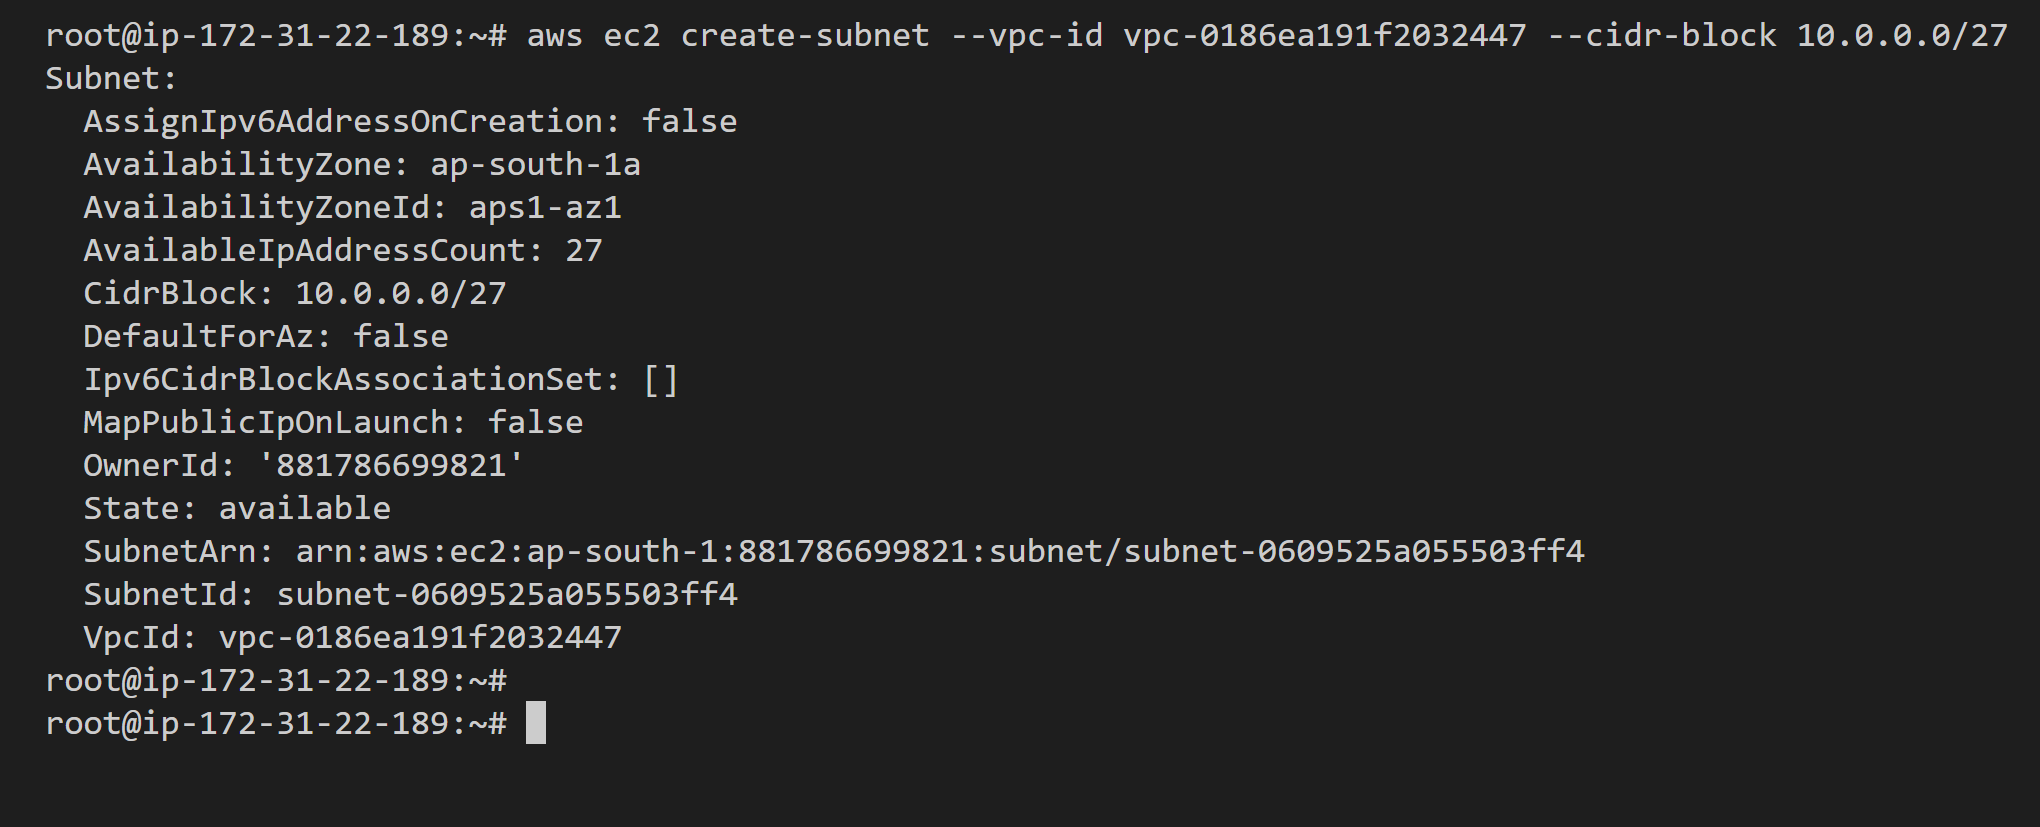 root@ip-172-31-22-189:~# aws ec2 create-subnet --vpc-id vpc-0186ea191f2032447 --cidr-block 10.0.0.0/27
Subnet:
  AssignIpv6AddressOnCreation: false
  AvailabilityZone: ap-south-1a
  AvailabilityZoneId: aps1-az1
  AvailableIpAddressCount: 27
  CidrBlock: 10.0.0.0/27
  DefaultForAz: false
  Ipv6CidrBlockAssociationSet: []
  MapPublicIpOnLaunch: false
  OwnerId: '881786699821'
  State: available
  SubnetArn: arn:aws:ec2:ap-south-1:881786699821:subnet/subnet-0609525a055503ff4
  SubnetId: subnet-0609525a055503ff4
  VpcId: vpc-0186ea191f2032447
root@ip-172-31-22-189:~#
root@ip-172-31-22-189:~#